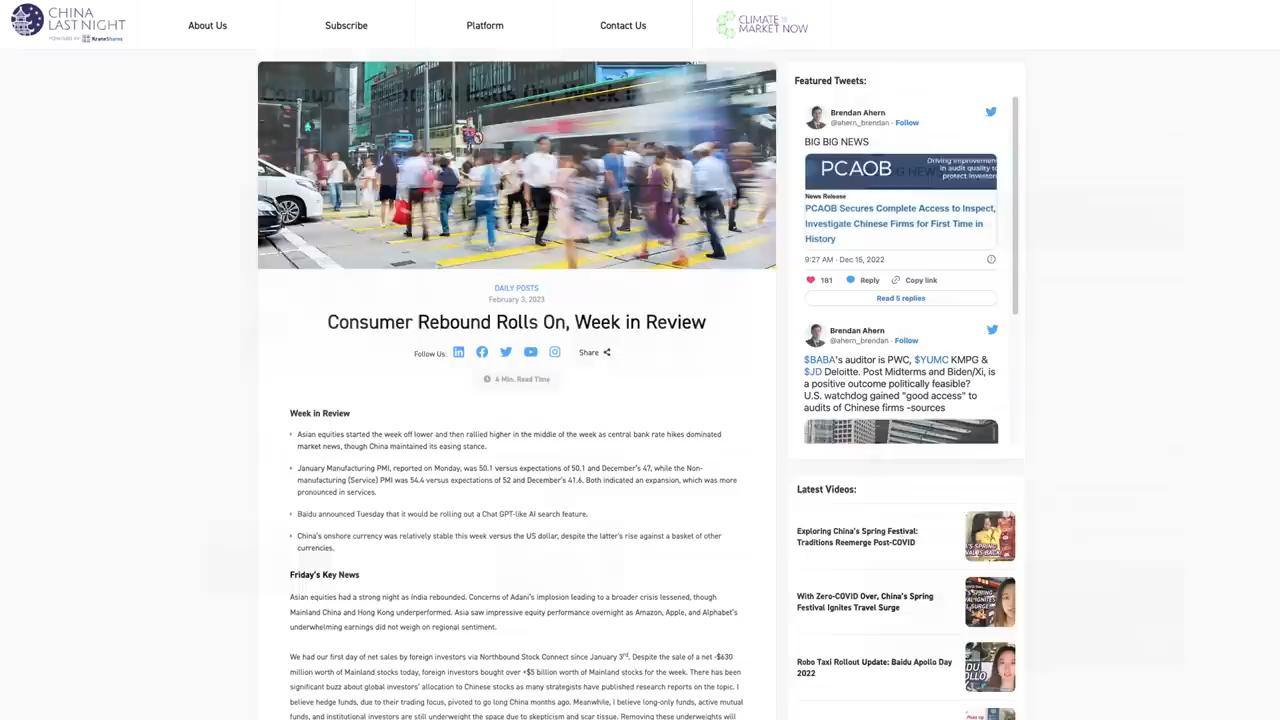 CHINA
LAST NIGHT
POWERED BY KraneShares
About Us
Subscribe
Platform
Contact Us
CLIMATE
MARKET NOW
DAILY POSTS
February 3, 2023
Consumer Rebound Rolls On, Week in Review
Follow Us:
Share
4 Min. Read Time
Week in Review
Asian equities started the week off lower and then rallied higher in the middle of the week as central bank rate hikes dominated
market news, though China maintained its easing stance.
January Manufacturing PMI, reported on Monday, was 50.1 versus expectations of 50.1 and December's 47, while the Non-
manufacturing (Service) PMI was 54.4 versus expectations of 52 and December's 41.6. Both indicated an expansion, which was more
pronounced in services.
Baidu announced Tuesday that it would be rolling out a Chat GPT-like AI search feature.
China's onshore currency was relatively stable this week versus the US dollar, despite the latter's rise against a basket of other
currencies.
Friday's Key News
Asian equities had a strong night as India rebounded. Concerns of Adani's implosion leading to a broader crisis lessened, though
Mainland China and Hong Kong underperformed. Asia saw impressive equity performance overnight as Amazon, Apple, and Alphabet's
underwhelming earnings did not weigh on regional sentiment.
We had our first day of net sales by foreign investors via Northbound Stock Connect since January 3rd. Despite the sale of a net -$630
million worth of Mainland stocks today, foreign investors bought over +$5 billion worth of Mainland stocks for the week. There has been
significant buzz about global investors' allocation to Chinese stocks as many strategists have published research reports on the topic. I
believe hedge funds, due to their trading focus, pivoted to go long China months ago. Meanwhile, I believe long-only funds, active mutual
funds, and institutional investors are still underweight the space due to skepticism and scar tissue. Removing these underweights will
Featured Tweets:
Brendan Ahern
@ahern_brendan · Follow
BIG BIG NEWS
PCAOB
Driving improvement
in audit quality to
protect investors
News Release
PCAOB Secures Complete Access to Inspect,
Investigate Chinese Firms for First Time in
History
9:27 AM · Dec 15, 2022
181
Reply
Copy link
Read 5 replies
Brendan Ahern
@ahern_brendan · Follow
$BABA's auditor is PWC, $YUMC KPMG &
$JD Deloitte. Post Midterms and Biden/Xi, is
a positive outcome politically feasible?
U.S. watchdog gained "good access" to
audits of Chinese firms -sources
Latest Videos:
Exploring China's Spring Festival:
Traditions Reemerge Post-COVID
With Zero-COVID Over, China's Spring
Festival Ignites Travel Surge
Robo Taxi Rollout Update: Baidu Apollo Day
2022